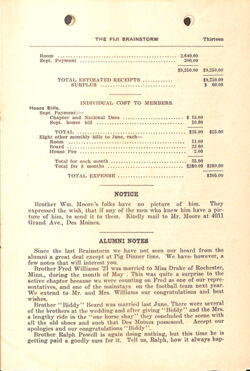 THE FIJI BRAINSTORM Thirteen
Room 2,640.00
Sept. Payment 200.00
$9,250.00 $9,250.00
TOTAL ESTIMATED RECEIPTS $9,250.00
SURPLUS $ 60.00
INDIVIDUAL COST TO MEMBERS.
House Bills.
Sept. Payment—
Chapter and National Dues $ 15.00
Sept. house bill 10.00
TOTAL $25.00 $25.00
Eight other monthly bills to June, each—
Room 11.00
Board 22.00
House Fee 2.00
Total for each month 35.00
Total for 8 months $280.00 $280.00
TOTAL EXPENSE $305.00
NOTICE
Brother Wm. Moore's folks have no picture of him. They
expressed the wish, that if any of the men who knew him have a pic-
ture of him, to send it to them. Kindly mail to Mr. Moore at 4011
Grand Ave., Des Moines.
ALUMNI NOTES
Since the last Brainstorm we have not seen nor heard from the
alumni a great deal except at Pig Dinner time. We have however, a
few notes that will interest you.
Brother Fred Williams '21 was married to Miss Drake of Rochester,
Minn., during the month of May. This was quite a surprise to the
active chapter because we were counting on Fred as one of our rep-
resentatives, and one of the mainstays on the football team next year.
We extend to Mr. and Mrs. Williams our congratulations and best
wishes.
Brother "Biddy" Beard was married last June. There were several
of the brothers at the wedding and after giving "Biddy" and the Mrs.
a lengthy ride in the "one horse shay" they concluded the scene with
all the old shoes and such that Des Moines possessed. Accept our
apologies and our congratulations "Biddy".
Brother Ralph Powell is again doing nothing, but this time he is
getting paid a goodly sum for it. Tell us, Ralph, how it always hap-